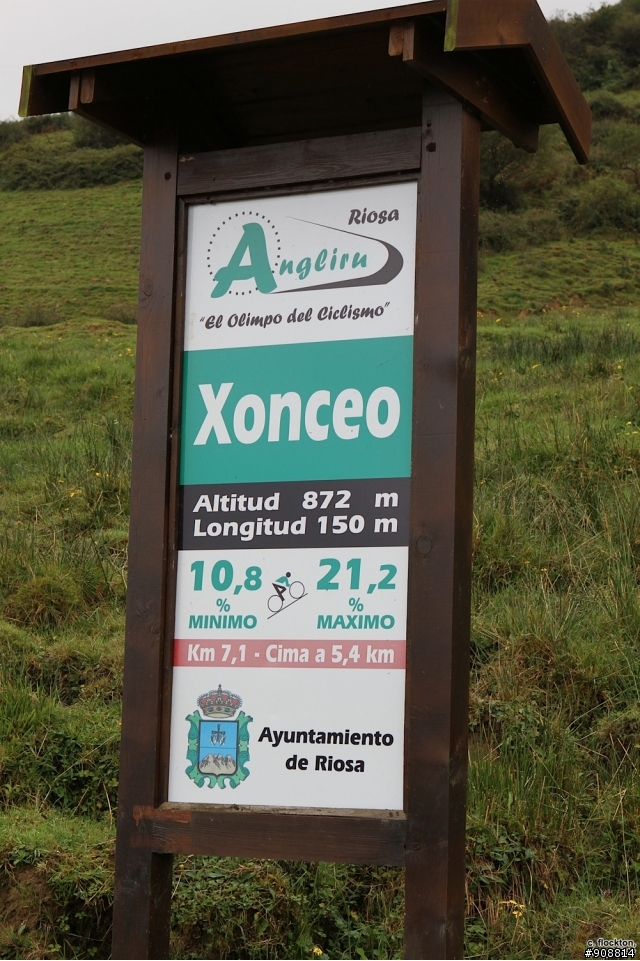 Riosa
Angliru
"El Olimpo del Ciclismo"
Xonceo
Altitud 872 m
Longitud 150 m
10,8 21,2
% %
MINIMO MAXIMO
Km 7,1 - Cima a 5,4 km
Ayuntamiento
de Riosa
c. flockton
#908814